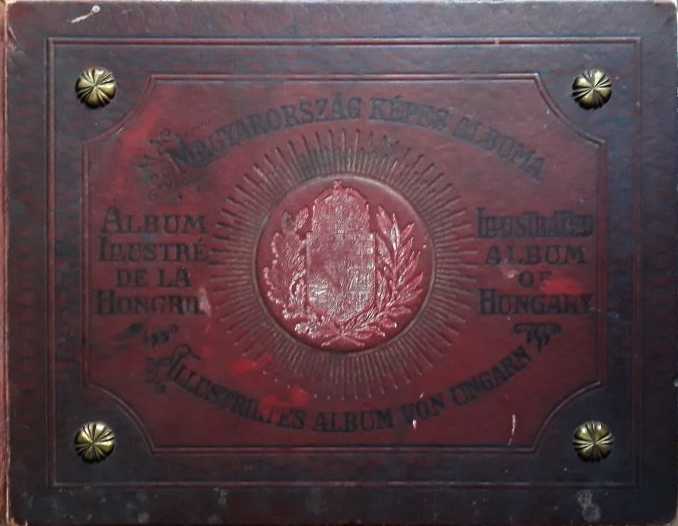 MAGYARORSZÁG KÉPES ALBUMA
ALBUM
ILLUSTRÉ
DE LA
HONGRIE
ILLUSTRATED
ALBUM
OF
HUNGARY
ILLUSTRIRTES ALBUM VON UNGARN